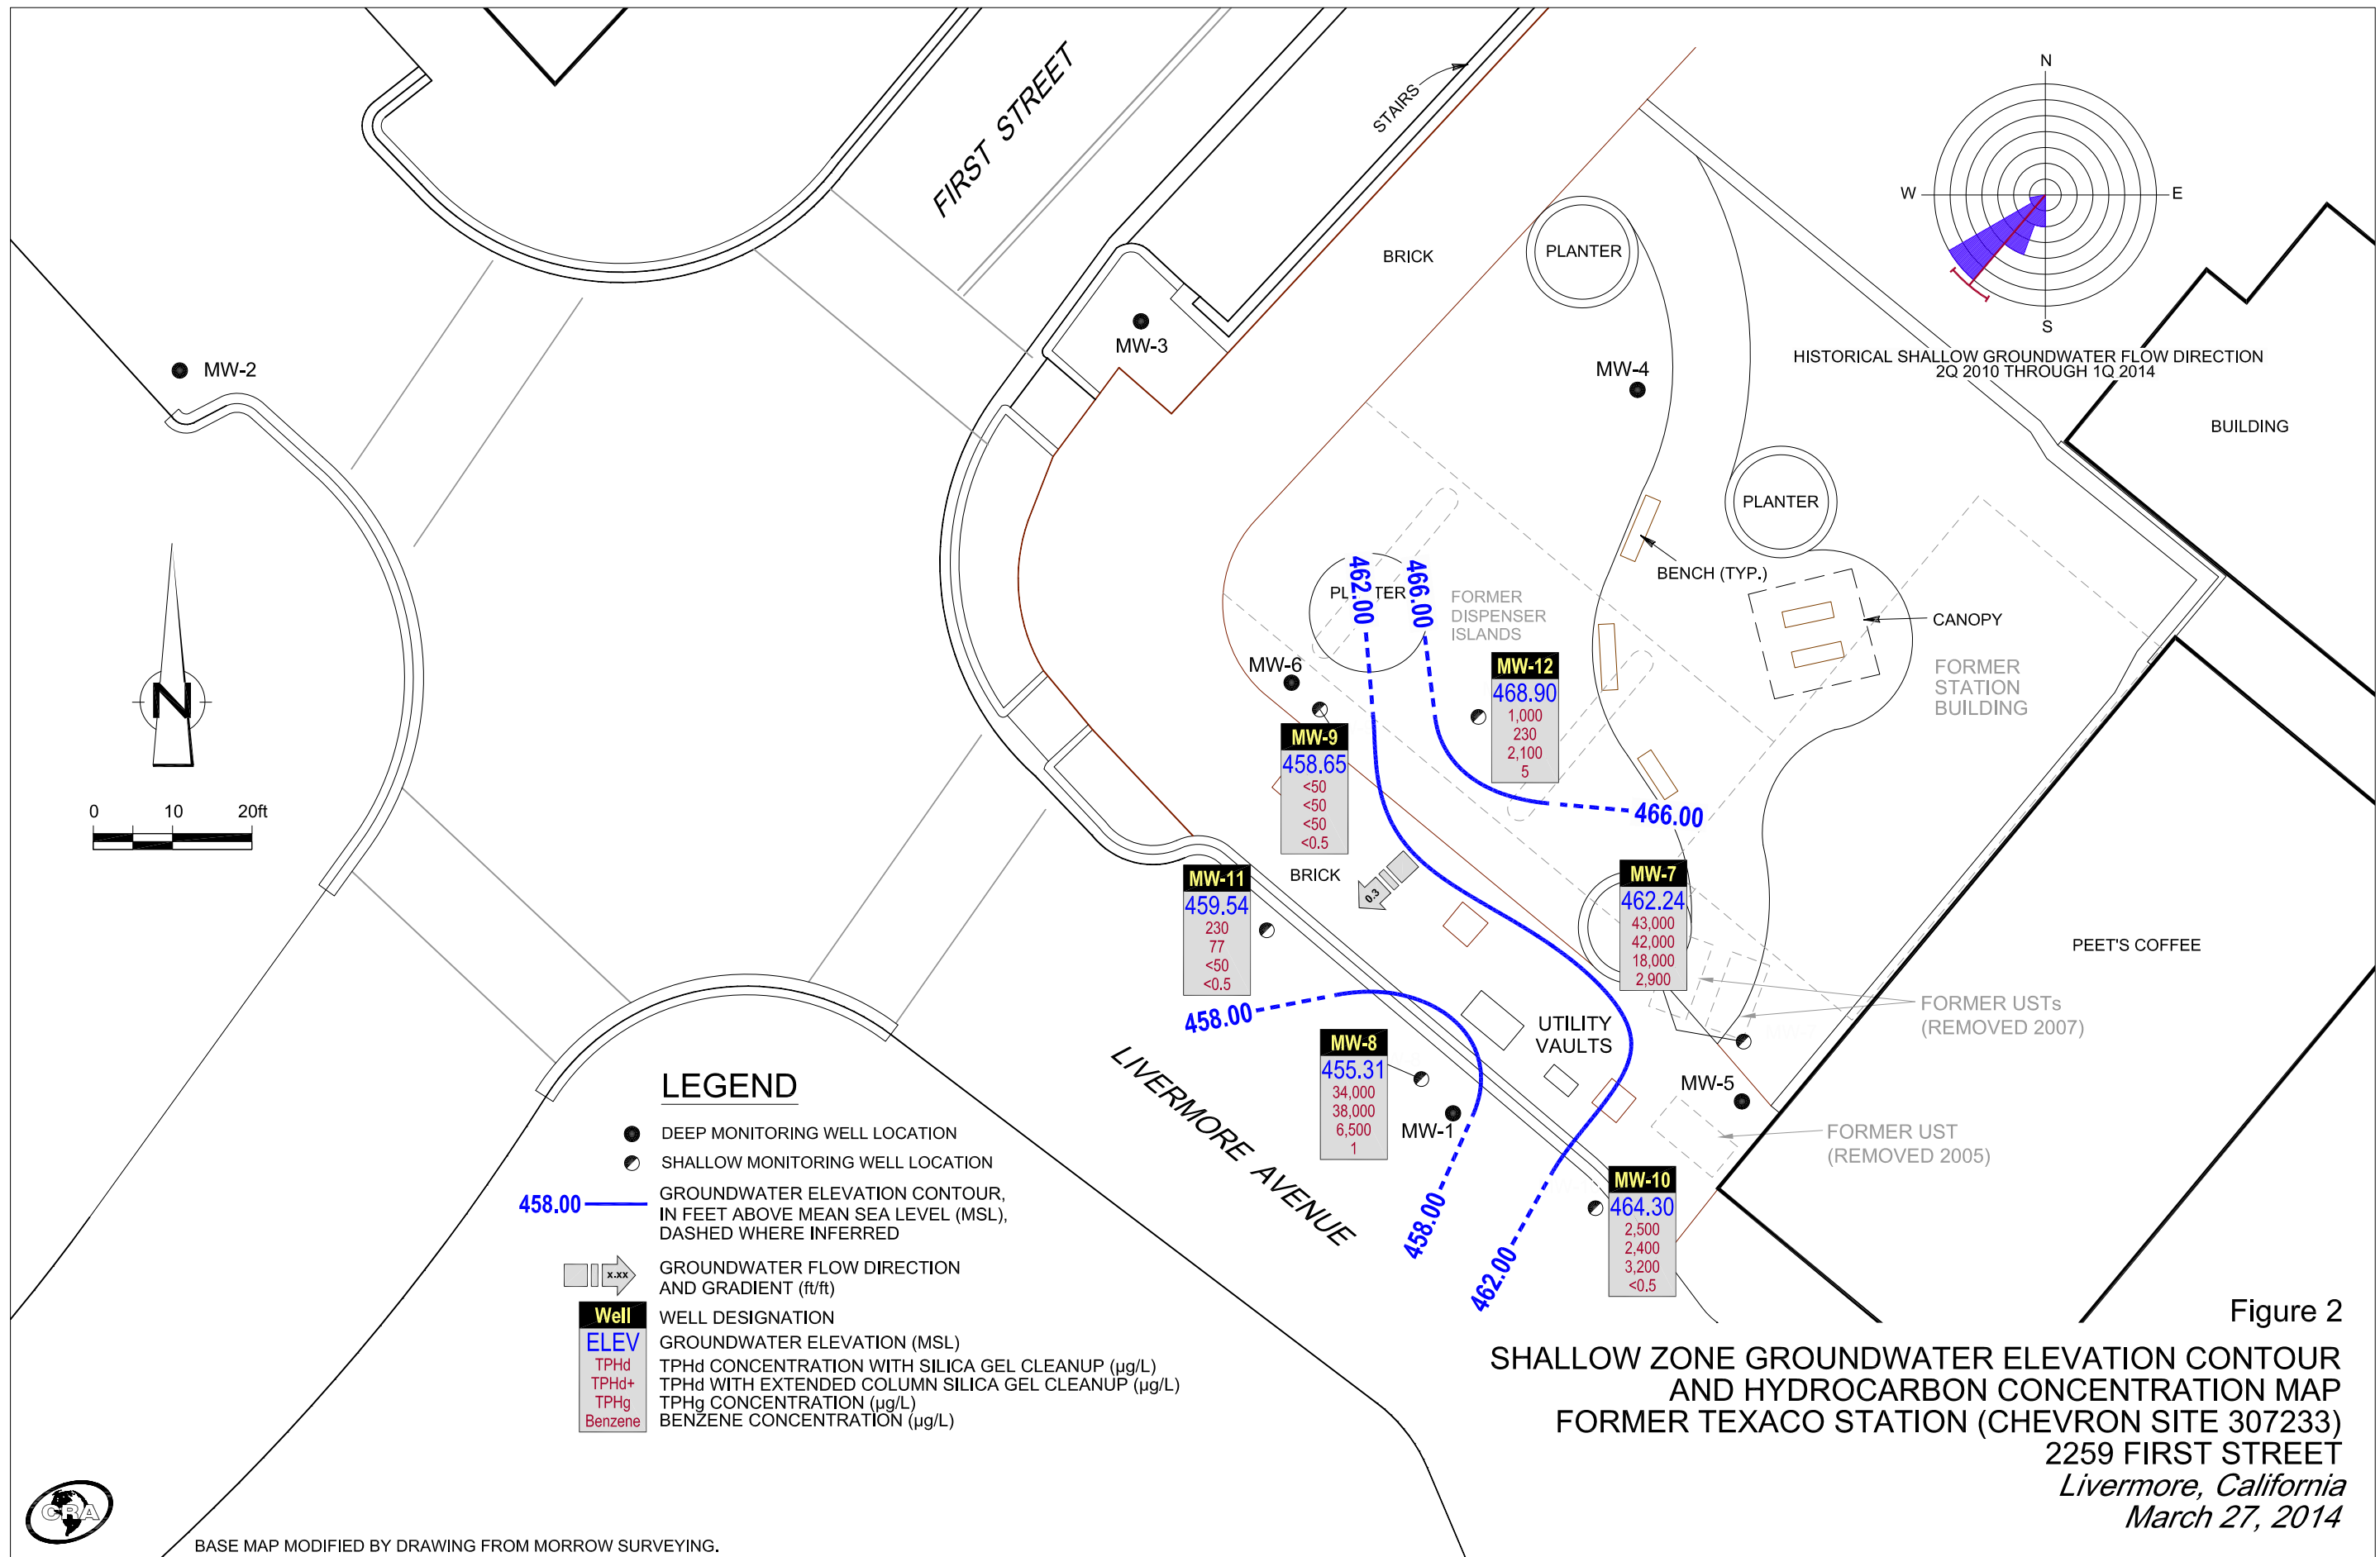 FIRST STREET
STAIRS
N
W
E
S
HISTORICAL SHALLOW GROUNDWATER FLOW DIRECTION
2Q 2010 THROUGH 1Q 2014
BRICK
PLANTER
MW-3
MW-2
MW-4
BUILDING
PLANTER
BENCH (TYP.)
462.00
466.00
PL TER
FORMER
DISPENSER
ISLANDS
CANOPY
FORMER
STATION
BUILDING
N
0 10 20ft
MW-6
MW-12
468.90
1,000
230
2,100
5
MW-9
458.65
<50
<50
<50
<0.5
466.00
BRICK
0.3
MW-11
459.54
230
77
<50
<0.5
MW-7
462.24
43,000
42,000
18,000
2,900
PEET'S COFFEE
458.00
FORMER USTs
(REMOVED 2007)
UTILITY
VAULTS
MW-8
455.31
34,000
38,000
6,500
1
MW-1
MW-5
FORMER UST
(REMOVED 2005)
LIVERMORE AVENUE
458.00
462.00
MW-10
464.30
2,500
2,400
3,200
<0.5
LEGEND
DEEP MONITORING WELL LOCATION
SHALLOW MONITORING WELL LOCATION
458.00
GROUNDWATER ELEVATION CONTOUR,
IN FEET ABOVE MEAN SEA LEVEL (MSL),
DASHED WHERE INFERRED
x.xx
GROUNDWATER FLOW DIRECTION
AND GRADIENT (ft/ft)
Well WELL DESIGNATION
ELEV GROUNDWATER ELEVATION (MSL)
TPHd TPHd CONCENTRATION WITH SILICA GEL CLEANUP (µg/L)
TPHd+ TPHd WITH EXTENDED COLUMN SILICA GEL CLEANUP (µg/L)
TPHg TPHg CONCENTRATION (µg/L)
Benzene BENZENE CONCENTRATION (µg/L)
Figure 2
SHALLOW ZONE GROUNDWATER ELEVATION CONTOUR
AND HYDROCARBON CONCENTRATION MAP
FORMER TEXACO STATION (CHEVRON SITE 307233)
2259 FIRST STREET
Livermore, California
March 27, 2014
CRA
BASE MAP MODIFIED BY DRAWING FROM MORROW SURVEYING.